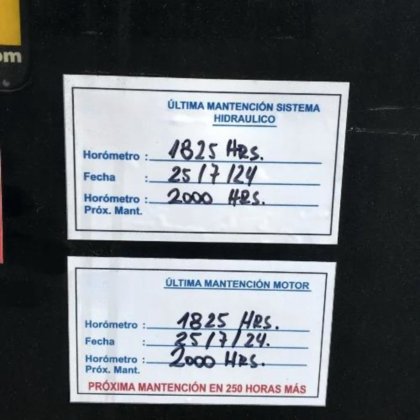 om
ÚLTIMA MANTENCIÓN SISTEMA
HIDRAULICO
Horómetro : 1825 HRS.
Fecha : 25/7/24
Horómetro : 2000 HRS.
Próx. Mant.
ÚLTIMA MANTENCIÓN MOTOR
Horómetro : 1825 HRS.
Fecha : 25/7/24.
Horómetro : 2000 HRS.
Próx. Mant.
PRÓXIMA MANTENCIÓN EN 250 HORAS MÁS